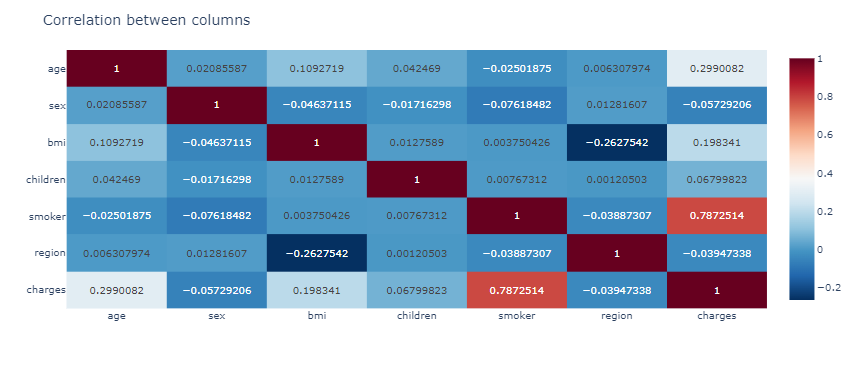 Correlation between columns
age 1 0.02085587 0.1092719 0.042469 −0.02501875 0.006307974 0.2990082
sex 0.02085587 1 −0.04637115 −0.01716298 −0.07618482 0.01281607 −0.05729206
bmi 0.1092719 −0.04637115 1 0.0127589 0.003750426 −0.2627542 0.198341
children 0.042469 −0.01716298 0.0127589 1 0.00767312 0.00120503 0.06799823
smoker −0.02501875 −0.07618482 0.003750426 0.00767312 1 −0.03887307 0.7872514
region 0.006307974 0.01281607 −0.2627542 0.00120503 −0.03887307 1 −0.03947338
charges 0.2990082 −0.05729206 0.198341 0.06799823 0.7872514 −0.03947338 1
age sex bmi children smoker region charges
1
0.8
0.6
0.4
0.2
0
−0.2